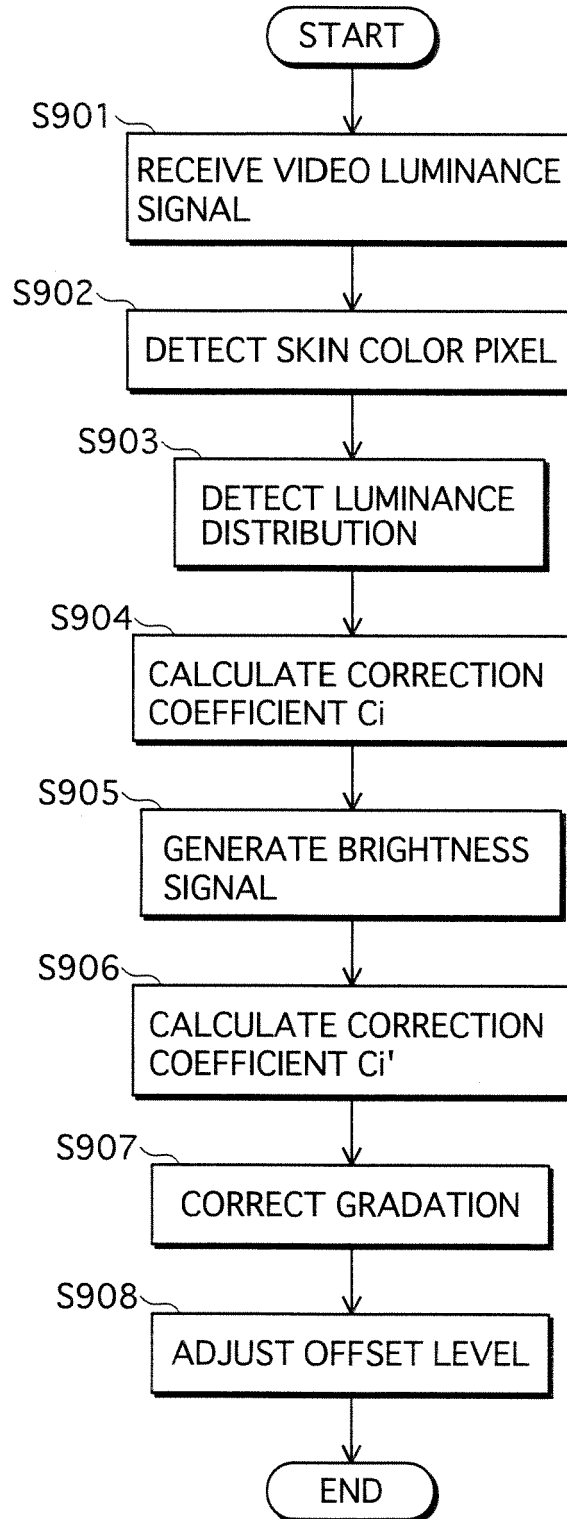 START
S901
RECEIVE VIDEO LUMINANCE
SIGNAL
S902
DETECT SKIN COLOR PIXEL
S903
DETECT LUMINANCE
DISTRIBUTION
S904
CALCULATE CORRECTION
COEFFICIENT Ci
S905
GENERATE BRIGHTNESS
SIGNAL
S906
CALCULATE CORRECTION
COEFFICIENT Ci'
S907
CORRECT GRADATION
S908
ADJUST OFFSET LEVEL
END